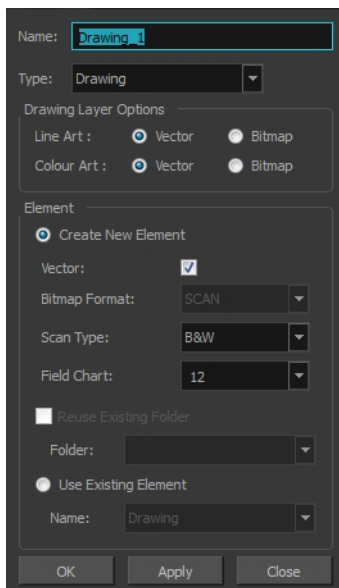 Name: Drawing_1
Type: Drawing
Drawing Layer Options
Line Art : Vector Bitmap
Colour Art : Vector Bitmap
Element
Create New Element
Vector:
Bitmap Format: SCAN
Scan Type: B&W
Field Chart: 12
Reuse Existing Folder
Folder:
Use Existing Element
Name: Drawing
OK Apply Close